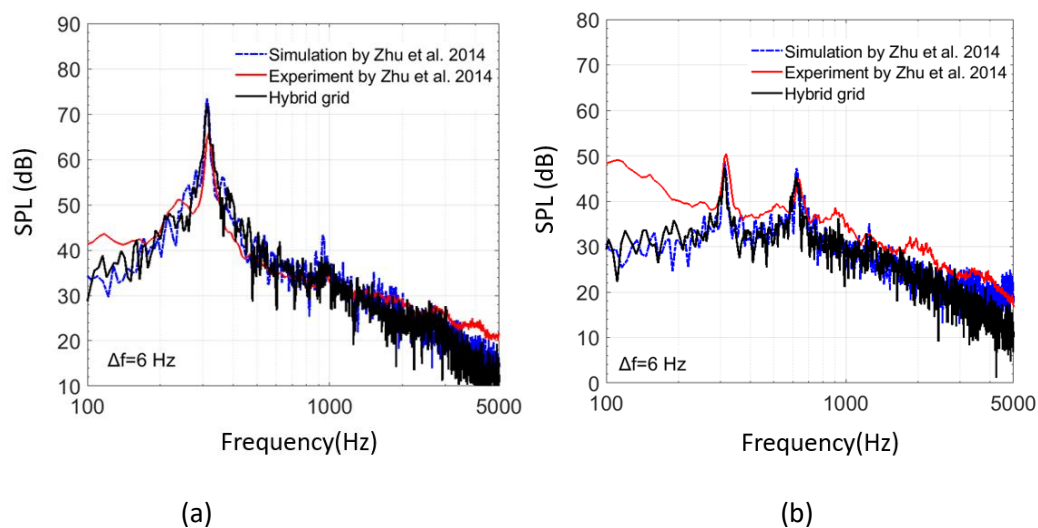 90
80
70
60
50
40
30
20
10
SPL (dB)
Simulation by Zhu et al. 2014
Experiment by Zhu et al. 2014
Hybrid grid
Δf=6 Hz
100
1000
5000
Frequency(Hz)
(a)
80
70
60
50
40
30
20
10
0
SPL (dB)
Simulation by Zhu et al. 2014
Experiment by Zhu et al. 2014
Hybrid grid
Δf=6 Hz
100
1000
5000
Frequency(Hz)
(b)